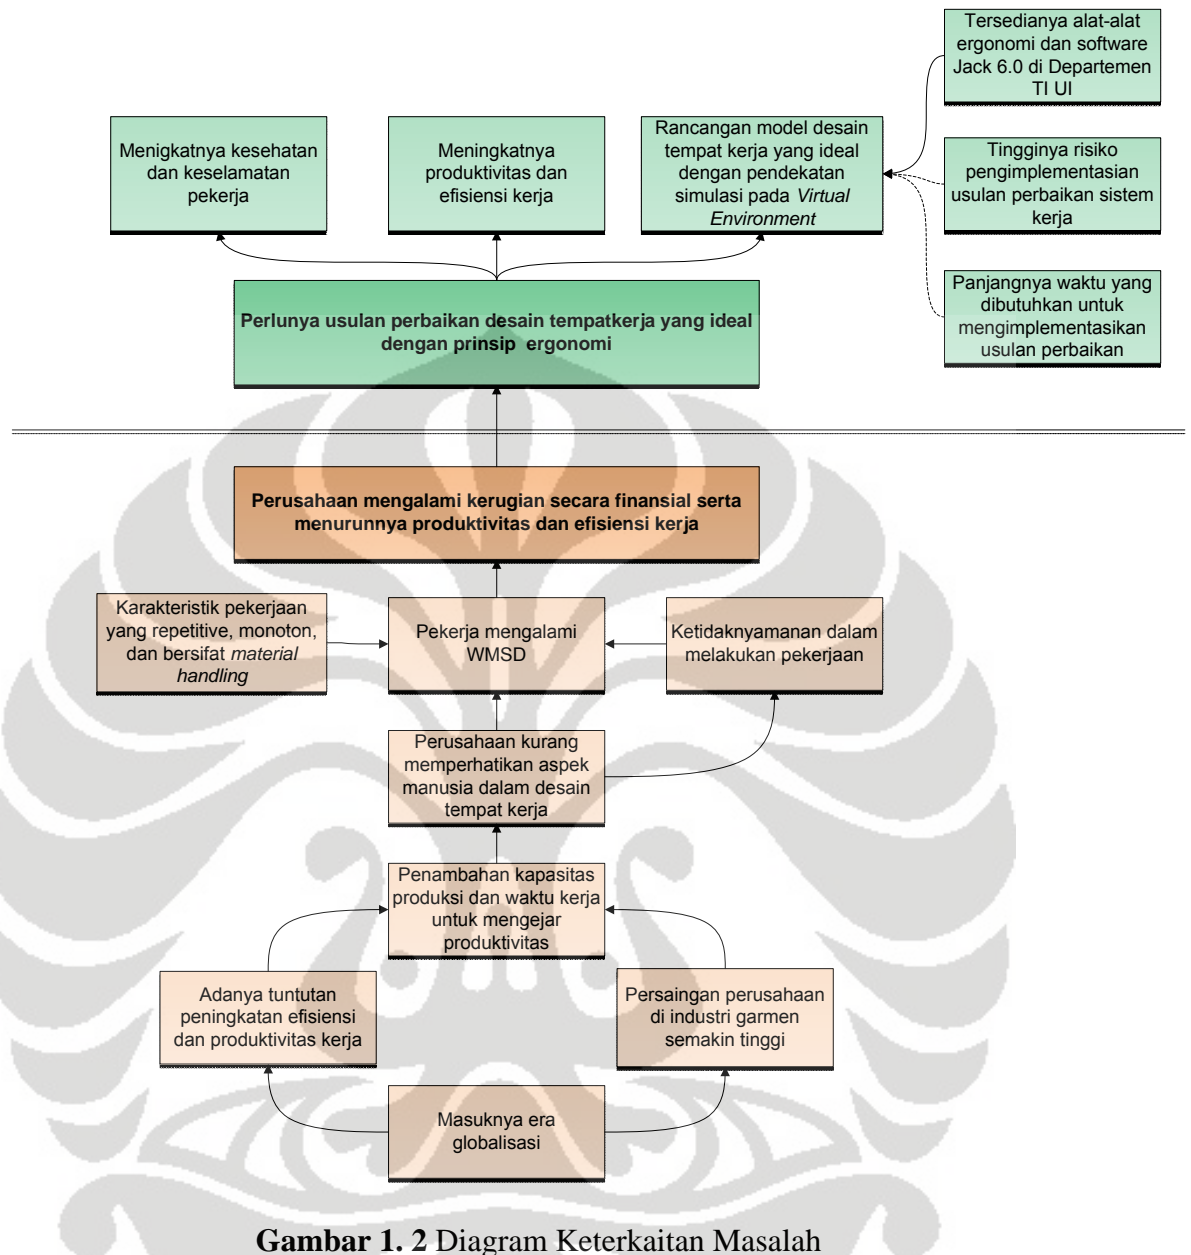 Tersedianya alat-alat
ergonomi dan software
Jack 6.0 di Departemen
TI UI
Menigkatnya kesehatan
dan keselamatan
pekerja
Meningkatnya
produktivitas dan
efisiensi kerja
Rancangan model desain
tempat kerja yang ideal
dengan pendekatan
simulasi pada Virtual
Environment
Tingginya risiko
pengimplementasian
usulan perbaikan sistem
kerja
Panjangnya waktu yang
dibutuhkan untuk
mengimplementasikan
usulan perbaikan
Perlunya usulan perbaikan desain tempatkerja yang ideal
dengan prinsip ergonomi
Perusahaan mengalami kerugian secara finansial serta
menurunnya produktivitas dan efisiensi kerja
Karakteristik pekerjaan
yang repetitive, monoton,
dan bersifat material
handling
Pekerja mengalami
WMSD
Ketidaknyamanan dalam
melakukan pekerjaan
Perusahaan kurang
memperhatikan aspek
manusia dalam desain
tempat kerja
Penambahan kapasitas
produksi dan waktu kerja
untuk mengejar
produktivitas
Adanya tuntutan
peningkatan efisiensi
dan produktivitas kerja
Persaingan perusahaan
di industri garmen
semakin tinggi
Masuknya era
globalisasi
Gambar 1. 2 Diagram Keterkaitan Masalah